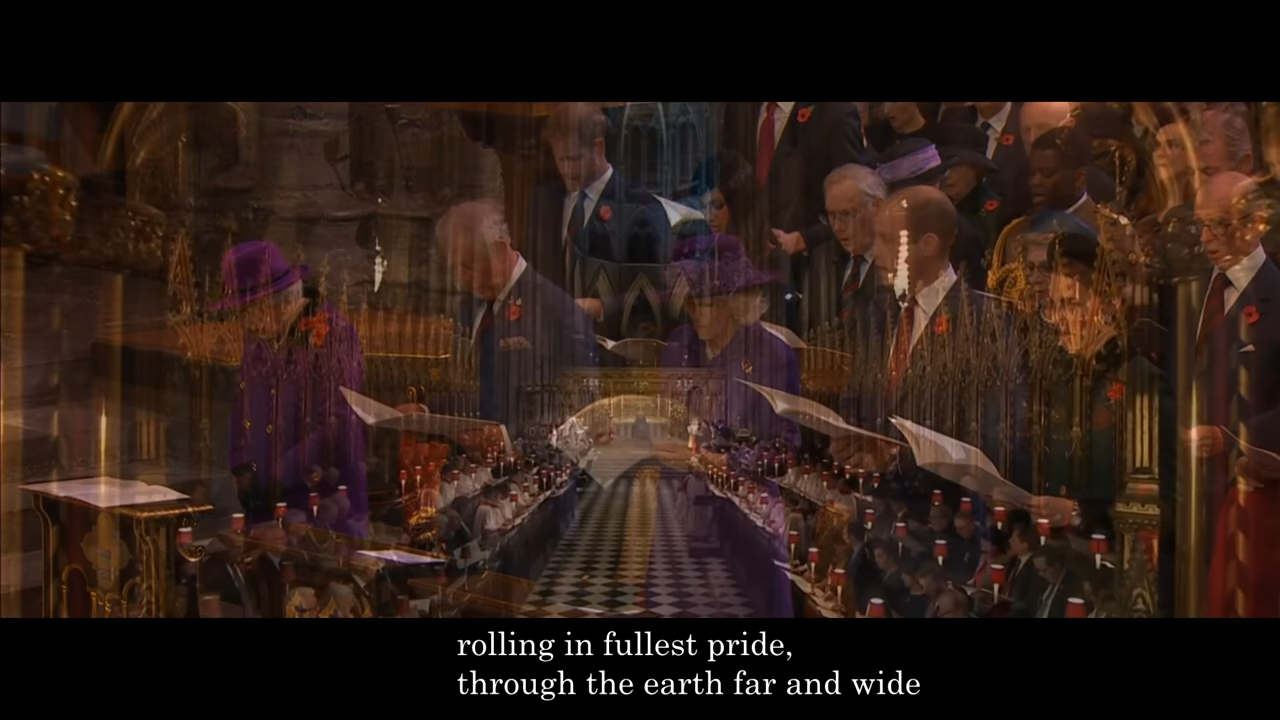 rolling in fullest pride,
through the earth far and wide